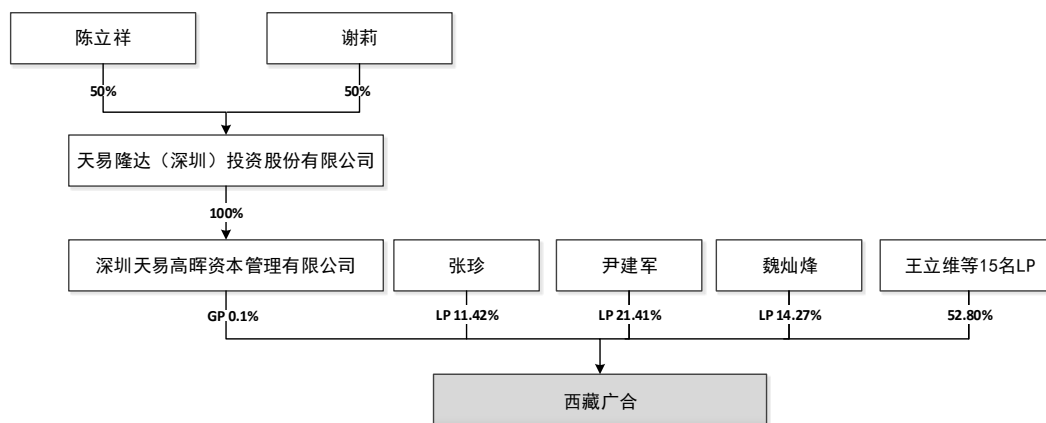 陈立祥
谢莉
50%
50%
天易隆达（深圳）投资股份有限公司
100%
深圳天易高晖资本管理有限公司
张珍
尹建军
魏灿烽
王立维等15名LP
GP 0.1%
LP 11.42%
LP 21.41%
LP 14.27%
52.80%
西藏广合